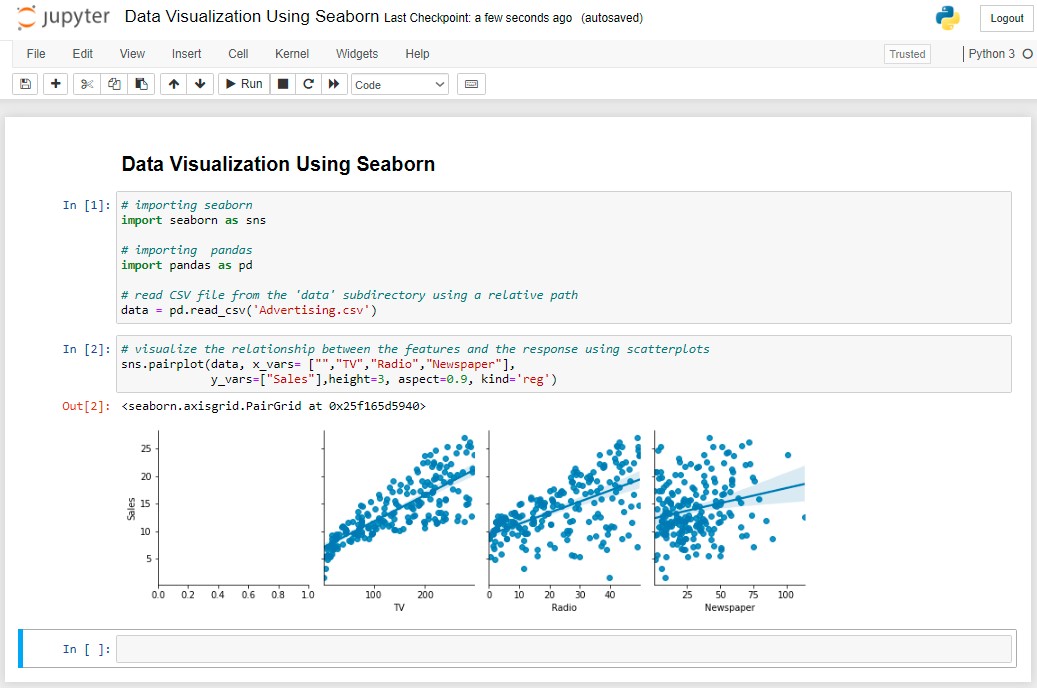 jupyter Data Visualization Using Seaborn Last Checkpoint: a few seconds ago (autosaved)
Logout
File Edit View Insert Cell Kernel Widgets Help
Trusted Python 3
Run Code
Data Visualization Using Seaborn
In [1]: # importing seaborn
import seaborn as sns
# importing  pandas
import pandas as pd
# read CSV file from the 'data' subdirectory using a relative path
data = pd.read_csv('Advertising.csv')
In [2]: # visualize the relationship between the features and the response using scatterplots
sns.pairplot(data, x_vars= ["","TV","Radio","Newspaper"],
y_vars=["Sales"],height=3, aspect=0.9, kind='reg')
Out[2]: <seaborn.axisgrid.PairGrid at 0x25f165d5940>
25
20
15
10
5
Sales
0.0 0.2 0.4 0.6 0.8 1.0 100 200 0 10 20 30 40 25 50 75 100
TV Radio Newspaper
In [ ]: